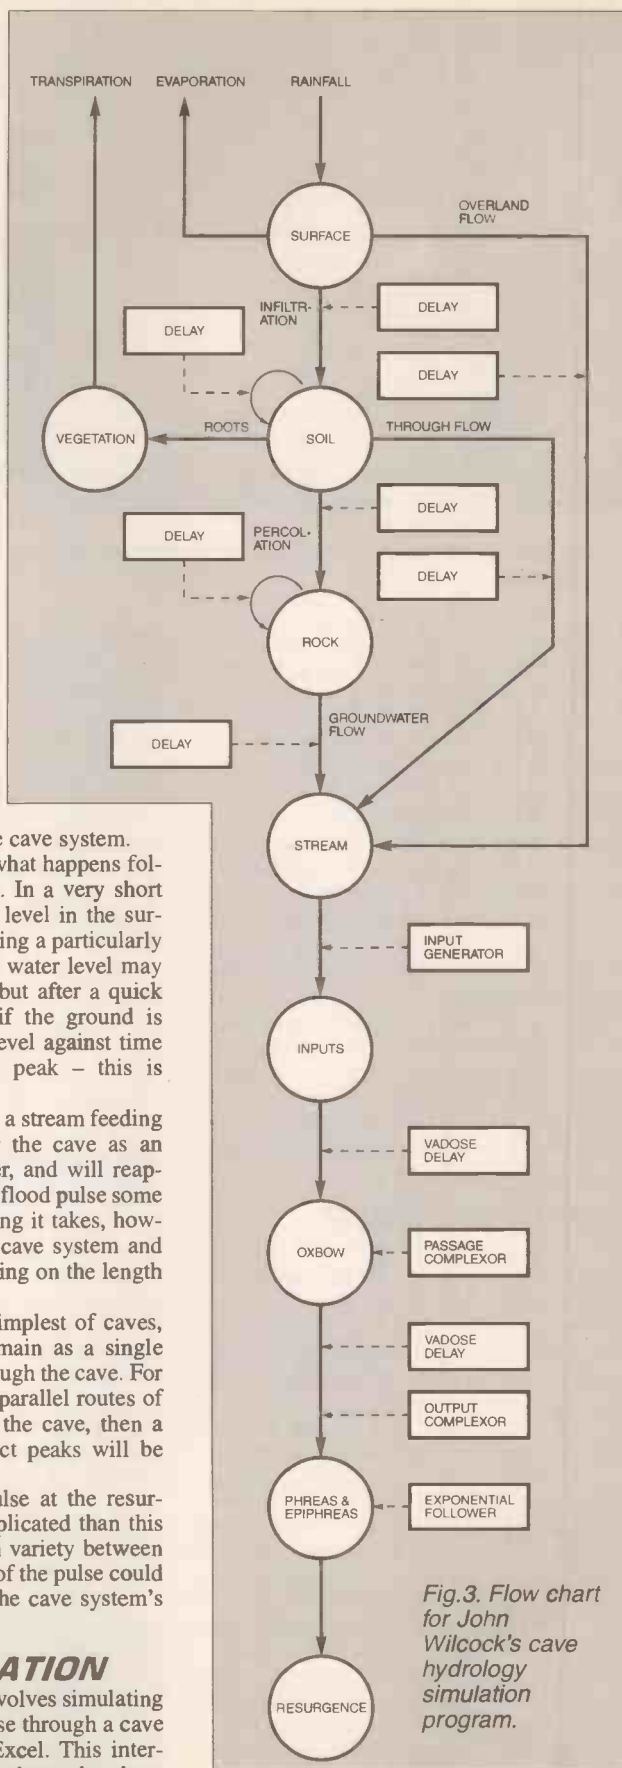 TRANSPIRATION EVAPORATION RAINFALL
SURFACE
OVERLAND
FLOW
INFILTR-
ATION
DELAY
DELAY
DELAY
VEGETATION
ROOTS
SOIL
THROUGH FLOW
DELAY
DELAY
PERCOL-
ATION
DELAY
ROCK
GROUNDWATER
FLOW
DELAY
STREAM
INPUT
GENERATOR
INPUTS
VADOSE
DELAY
OXBOW
PASSAGE
COMPLEXOR
VADOSE
DELAY
OUTPUT
COMPLEXOR
PHREAS &
EPIPHREAS
EXPONENTIAL
FOLLOWER
RESURGENCE
Fig.3. Flow chart
for John
Wilcock's cave
hydrology
simulation
program.
cave system.
what happens fol-
. In a very short
level in the sur-
ing a particularly
water level may
but after a quick
if the ground is
evel against time
peak – this is
a stream feeding
the cave as an
er, and will reap-
flood pulse some
ng it takes, how-
cave system and
ing on the length
implest of caves,
main as a single
ugh the cave. For
parallel routes of
the cave, then a
ct peaks will be
lse at the resur-
plicated than this
variety between
of the pulse could
he cave system's
ATION
volves simulating
se through a cave
Excel. This inter-